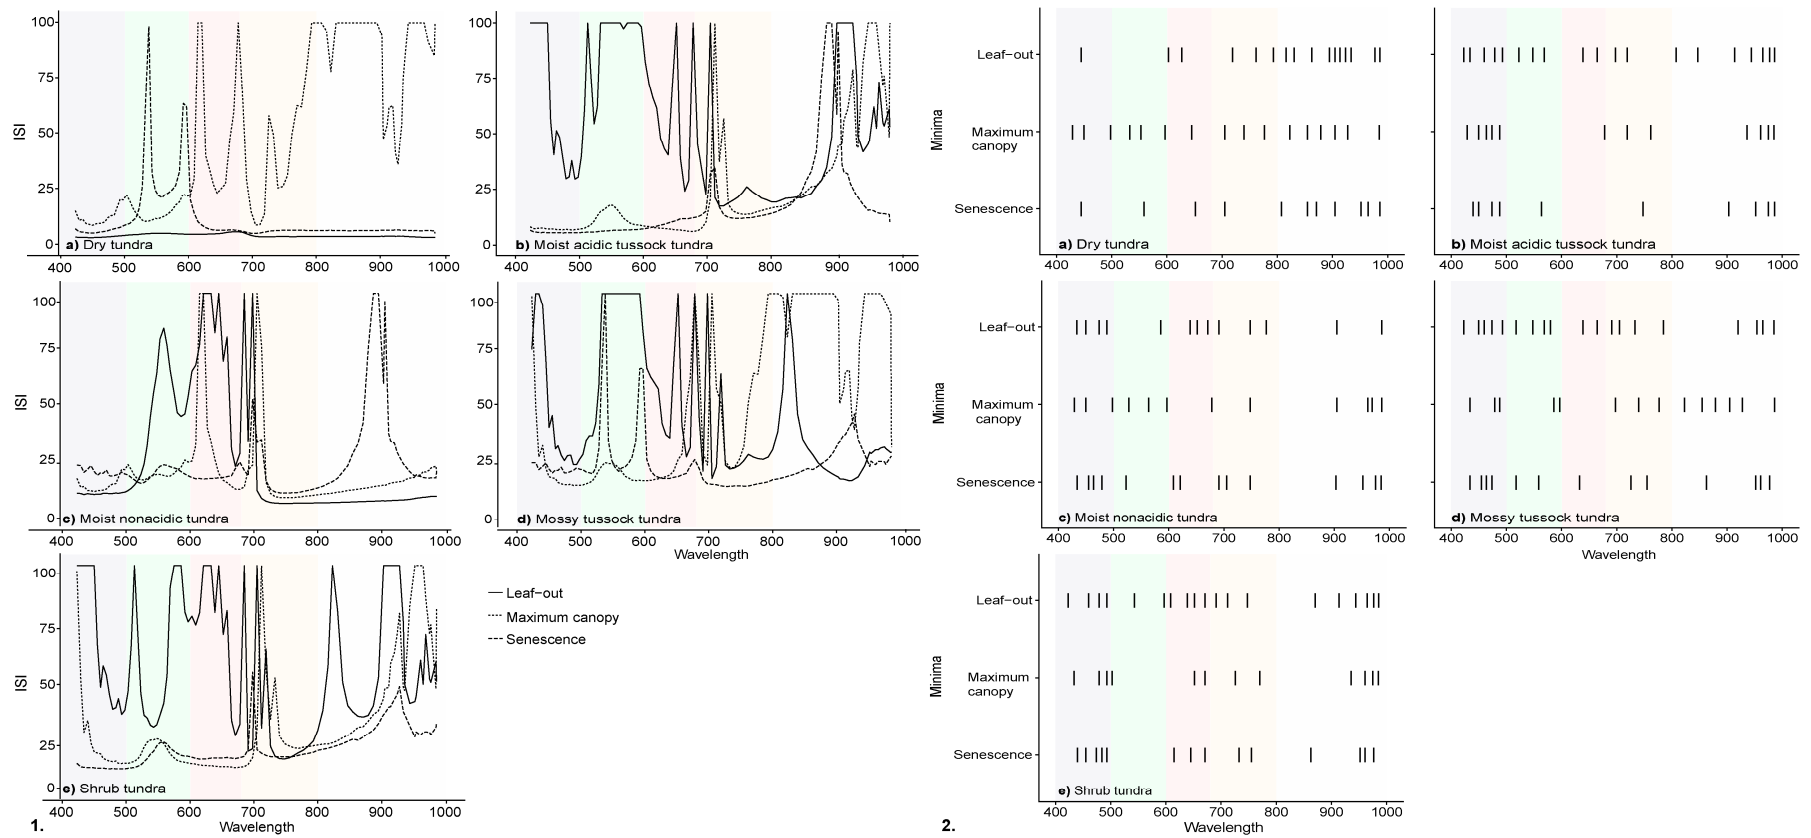 100
75
50
25
0
ISI
a) Dry tundra
400 500 600 700 800 900 1000
100
75
50
25
0
b) Moist acidic tussock tundra
400 500 600 700 800 900 1000
100
75
50
25
0
ISI
c) Moist nonacidic tundra
400 500 600 700 800 900 1000
100
75
50
25
0
d) Mossy tussock tundra
400 500 600 700 800 900 1000
Wavelength
100
75
50
25
0
ISI
e) Shrub tundra
400 500 600 700 800 900 1000
Wavelength
Leaf−out
Maximum canopy
Senescence
1.
Minima
Leaf−out
Maximum
canopy
Senescence
a) Dry tundra
400 500 600 700 800 900 1000
b) Moist acidic tussock tundra
400 500 600 700 800 900 1000
Minima
Leaf−out
Maximum
canopy
Senescence
c) Moist nonacidic tundra
400 500 600 700 800 900 1000
d) Mossy tussock tundra
400 500 600 700 800 900 1000
Wavelength
Minima
Leaf−out
Maximum
canopy
Senescence
e) Shrub tundra
400 500 600 700 800 900 1000
Wavelength
2.